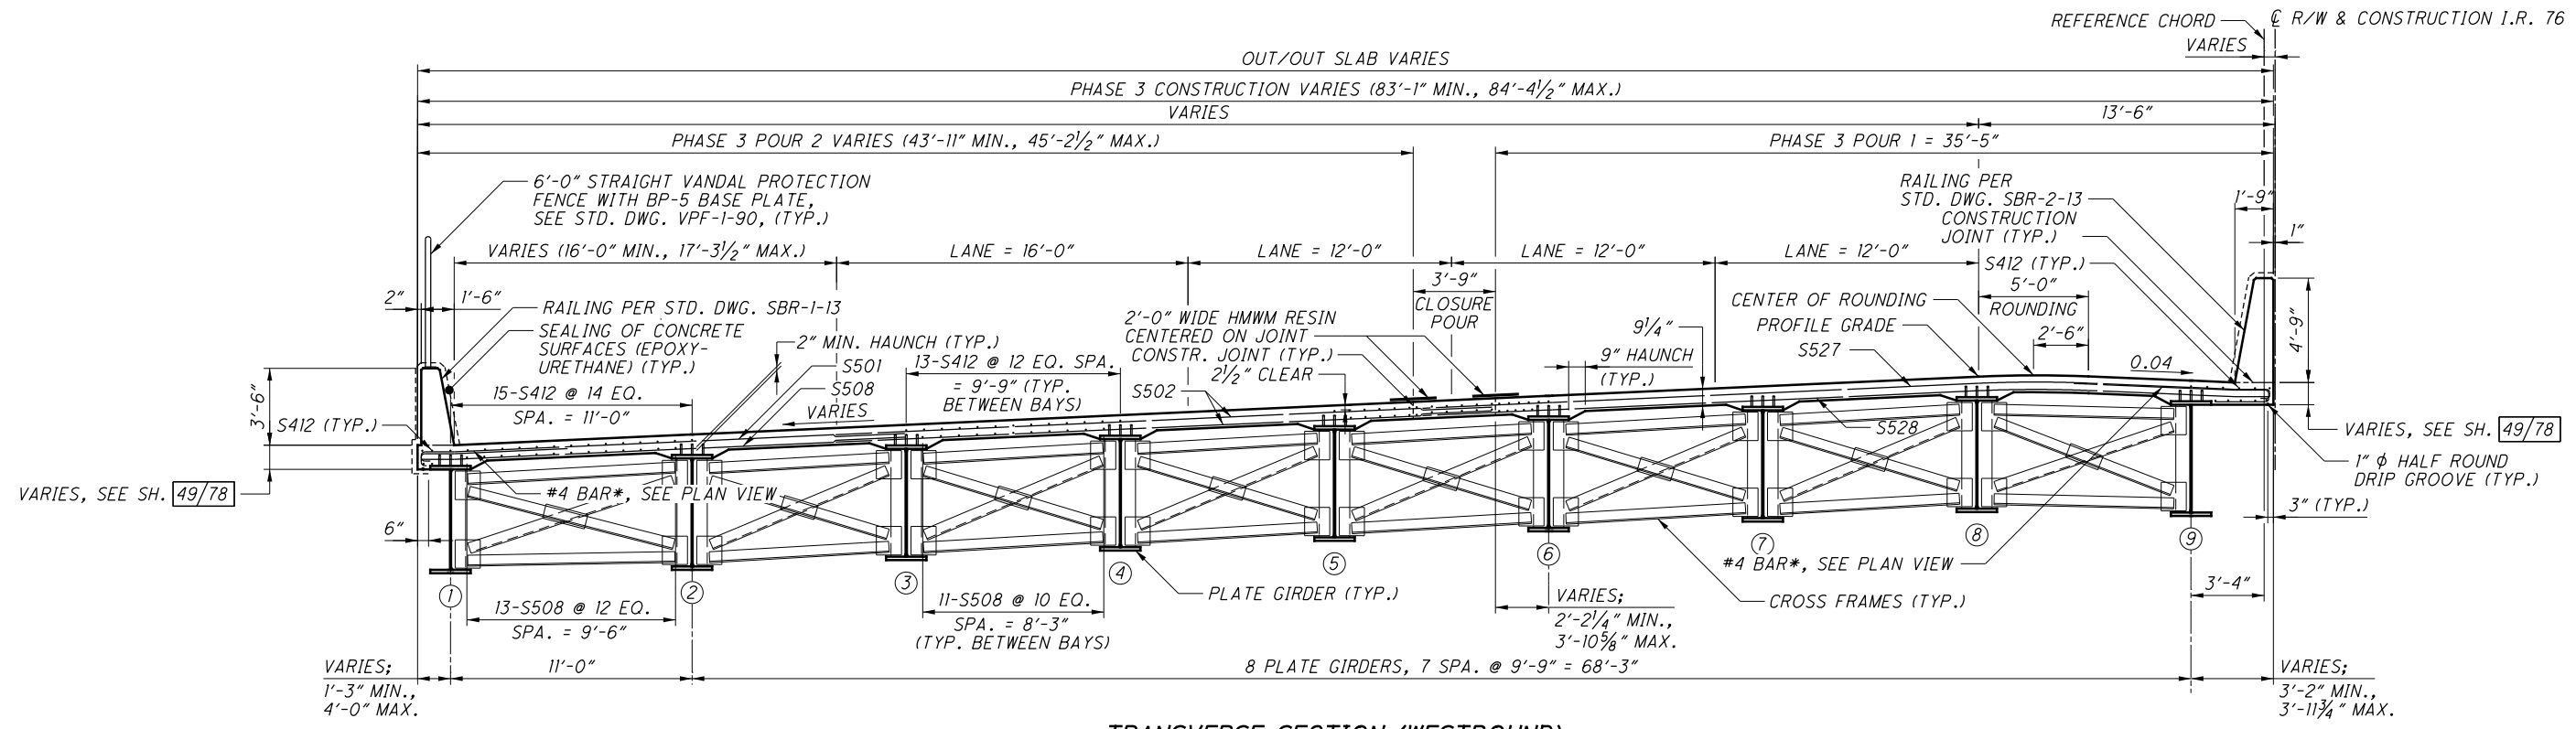 REFERENCE CHORD
℄ R/W & CONSTRUCTION I.R. 76
VARIES
OUT/OUT SLAB VARIES
PHASE 3 CONSTRUCTION VARIES (83'-1" MIN., 84'-4½" MAX.)
VARIES
13'-6"
PHASE 3 POUR 2 VARIES (43'-11" MIN., 45'-2½" MAX.)
PHASE 3 POUR 1 = 35'-5"
6'-0" STRAIGHT VANDAL PROTECTION
FENCE WITH BP-5 BASE PLATE,
SEE STD. DWG. VPF-1-90, (TYP.)
RAILING PER
STD. DWG. SBR-2-13
1'-9"
CONSTRUCTION
JOINT (TYP.)
1"
VARIES (16'-0" MIN., 17'-3½" MAX.)
LANE = 16'-0"
LANE = 12'-0"
LANE = 12'-0"
LANE = 12'-0"
S412 (TYP.)
2"
1'-6"
RAILING PER STD. DWG. SBR-1-13
SEALING OF CONCRETE
SURFACES (EPOXY-
URETHANE) (TYP.)
3'-9"
CLOSURE
POUR
5'-0"
ROUNDING
CENTER OF ROUNDING
PROFILE GRADE
2'-6"
S527
0.04
4'-9"
2'-0" WIDE HMWM RESIN
CENTERED ON JOINT
CONSTR. JOINT (TYP.)
2½" CLEAR
9¼"
9" HAUNCH
(TYP.)
2" MIN. HAUNCH (TYP.)
S501
S508
13-S412 @ 12 EQ. SPA.
= 9'-9" (TYP.
BETWEEN BAYS)
S502
15-S412 @ 14 EQ.
SPA. = 11'-0"
VARIES
3'-6"
S412 (TYP.)
S528
VARIES, SEE SH. 49/78
1" ϕ HALF ROUND
DRIP GROOVE (TYP.)
3" (TYP.)
VARIES, SEE SH. 49/78
#4 BAR*, SEE PLAN VIEW
6"
1
2
3
4
5
6
7
8
9
#4 BAR*, SEE PLAN VIEW
3'-4"
PLATE GIRDER (TYP.)
CROSS FRAMES (TYP.)
13-S508 @ 12 EQ.
SPA. = 9'-6"
11-S508 @ 10 EQ.
SPA. = 8'-3"
(TYP. BETWEEN BAYS)
VARIES;
2'-2¼" MIN.,
3'-10⅝" MAX.
VARIES;
1'-3" MIN.,
4'-0" MAX.
11'-0"
8 PLATE GIRDERS, 7 SPA. @ 9'-9" = 68'-3"
VARIES;
3'-2" MIN.,
3'-11¾" MAX.
TRANSVERSE SECTION (WESTBOUND)